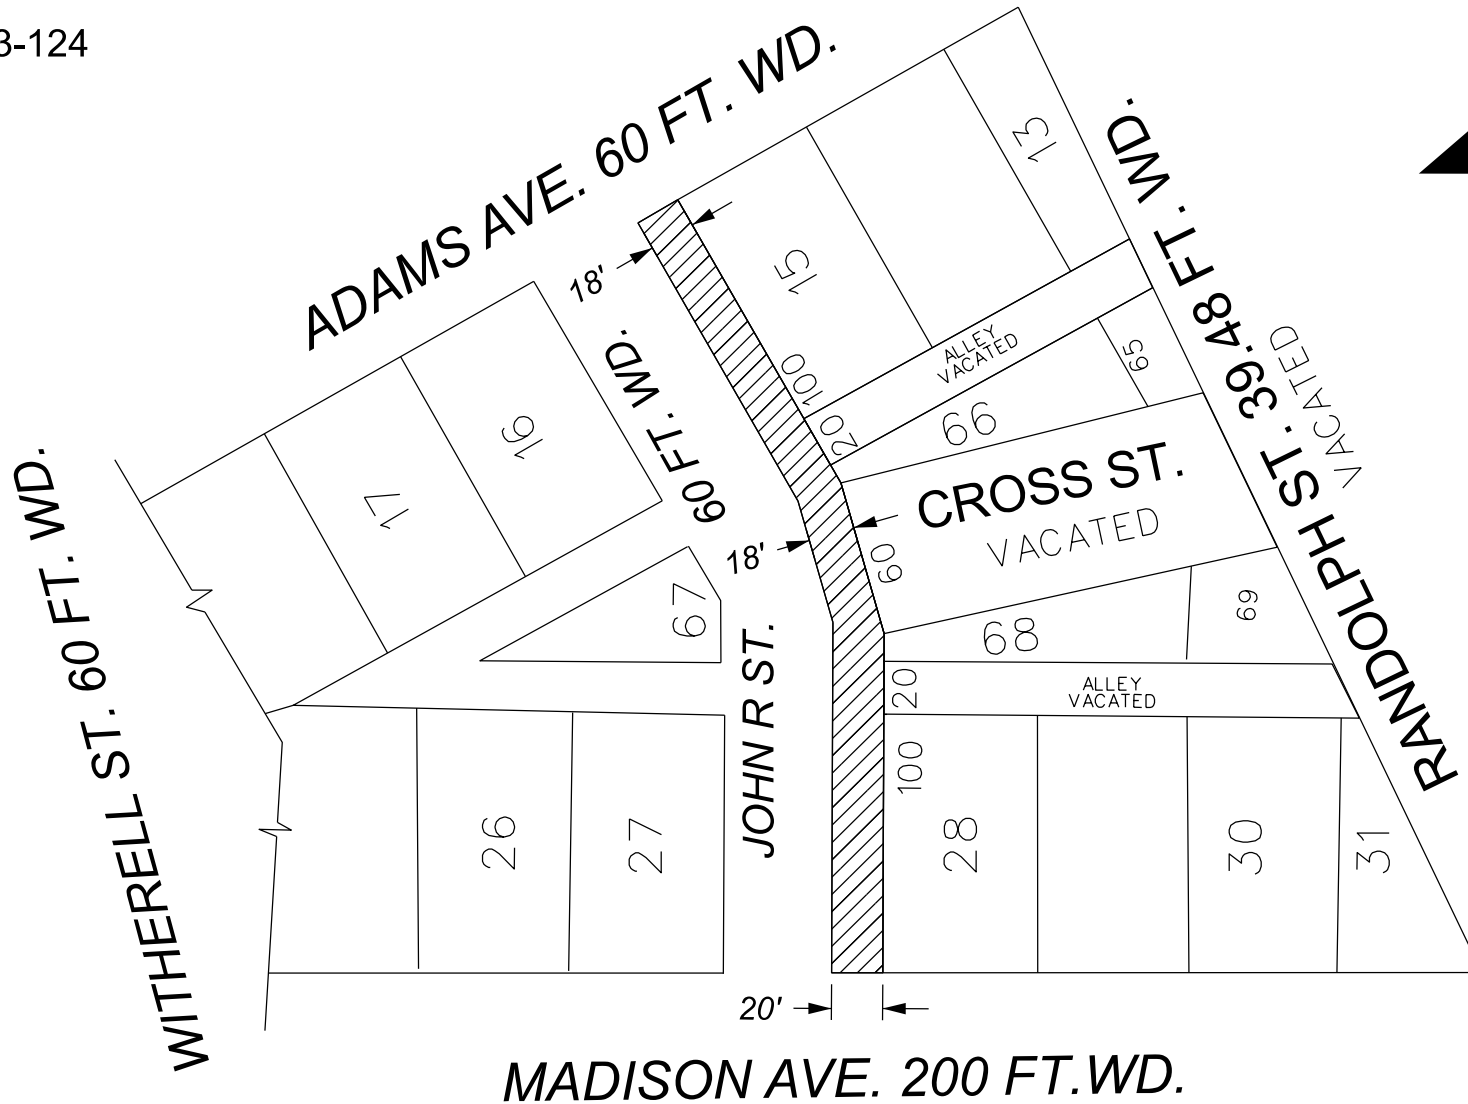 3-124
ADAMS AVE. 60 FT. WD.
13
15
18'
60 FT. WD.
100
ALLEY
VACATED
65
20
66
16
17
CROSS ST.
VACATED
60
18'
RANDOLPH ST. 39.48 FT. WD.
VACATED
WITHERELL ST. 60 FT. WD.
67
68
69
JOHN R ST.
20
ALLEY
VACATED
100
26
27
28
30
31
20'
MADISON AVE. 200 FT.WD.